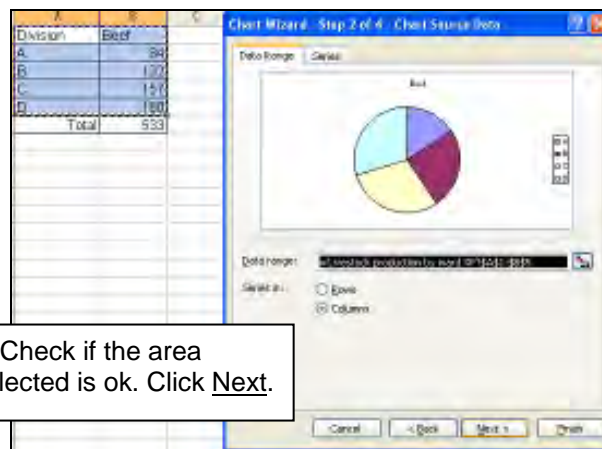 A B C
Division Beef
A
B
C
D
Total 533
Chart Wizard - Step 2 of 4 - Chart Source Data
Data Range Series
Beef
Data range:
Series in: Rows
Columns
Check if the area
lected is ok. Click Next.
Cancel < Back Next > Finish